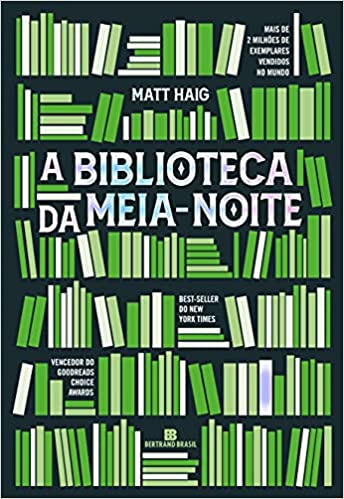 MAIS DE
2 MILHÕES DE
EXEMPLARES
VENDIDOS
NO MUNDO
MATT HAIG
A BIBLIOTECA
DA MEIA-NOITE
BEST-SELLER
DO NEW
YORK TIMES
VENCEDOR DO
GOODREADS
CHOICE
AWARDS
BB
BERTRAND BRASIL